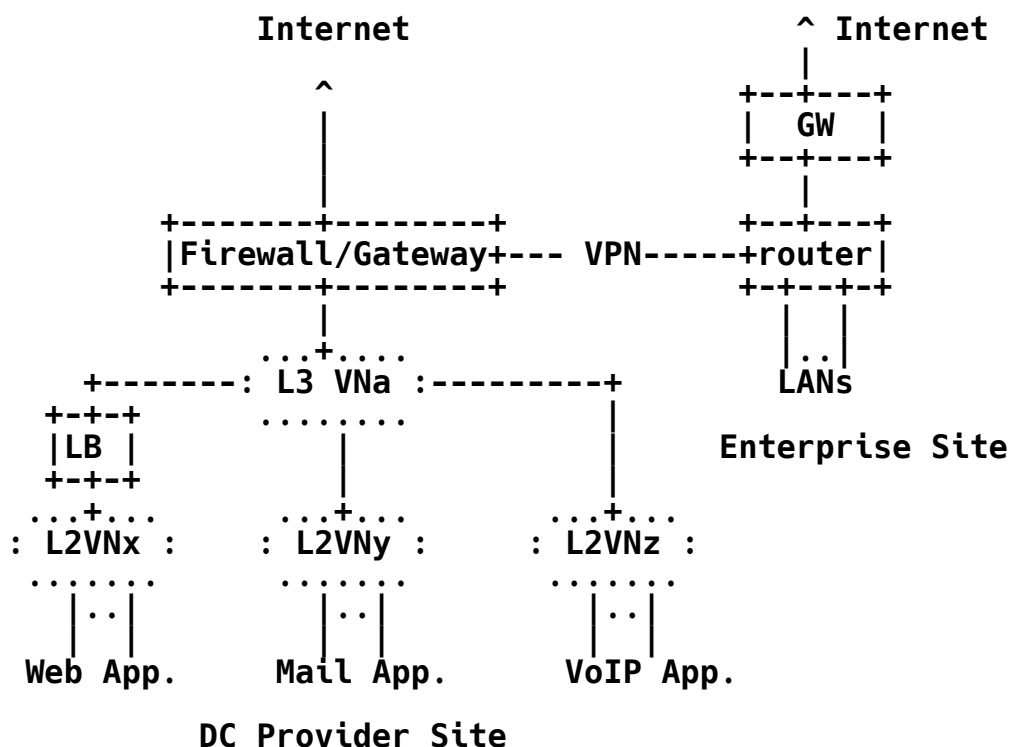 Internet ^ Internet
|
^ +--+---+
| | GW |
| +--+---+
| |
+-------+--------+ +--+---+
|Firewall/Gateway+--- VPN-----+router|
+-------+--------+ +-+--+-+
| | |
...+.... |..|
+-------: L3 VNa :---------+ LANs
+-+-+ ........ |
|LB | | | Enterprise Site
+-+-+ | |
...+... ...+... ...+...
: L2VNx : : L2VNy : : L2VNz :
....... ....... .......
|..| |..| |..|
| | | | | |
Web App. Mail App. VoIP App.
DC Provider Site